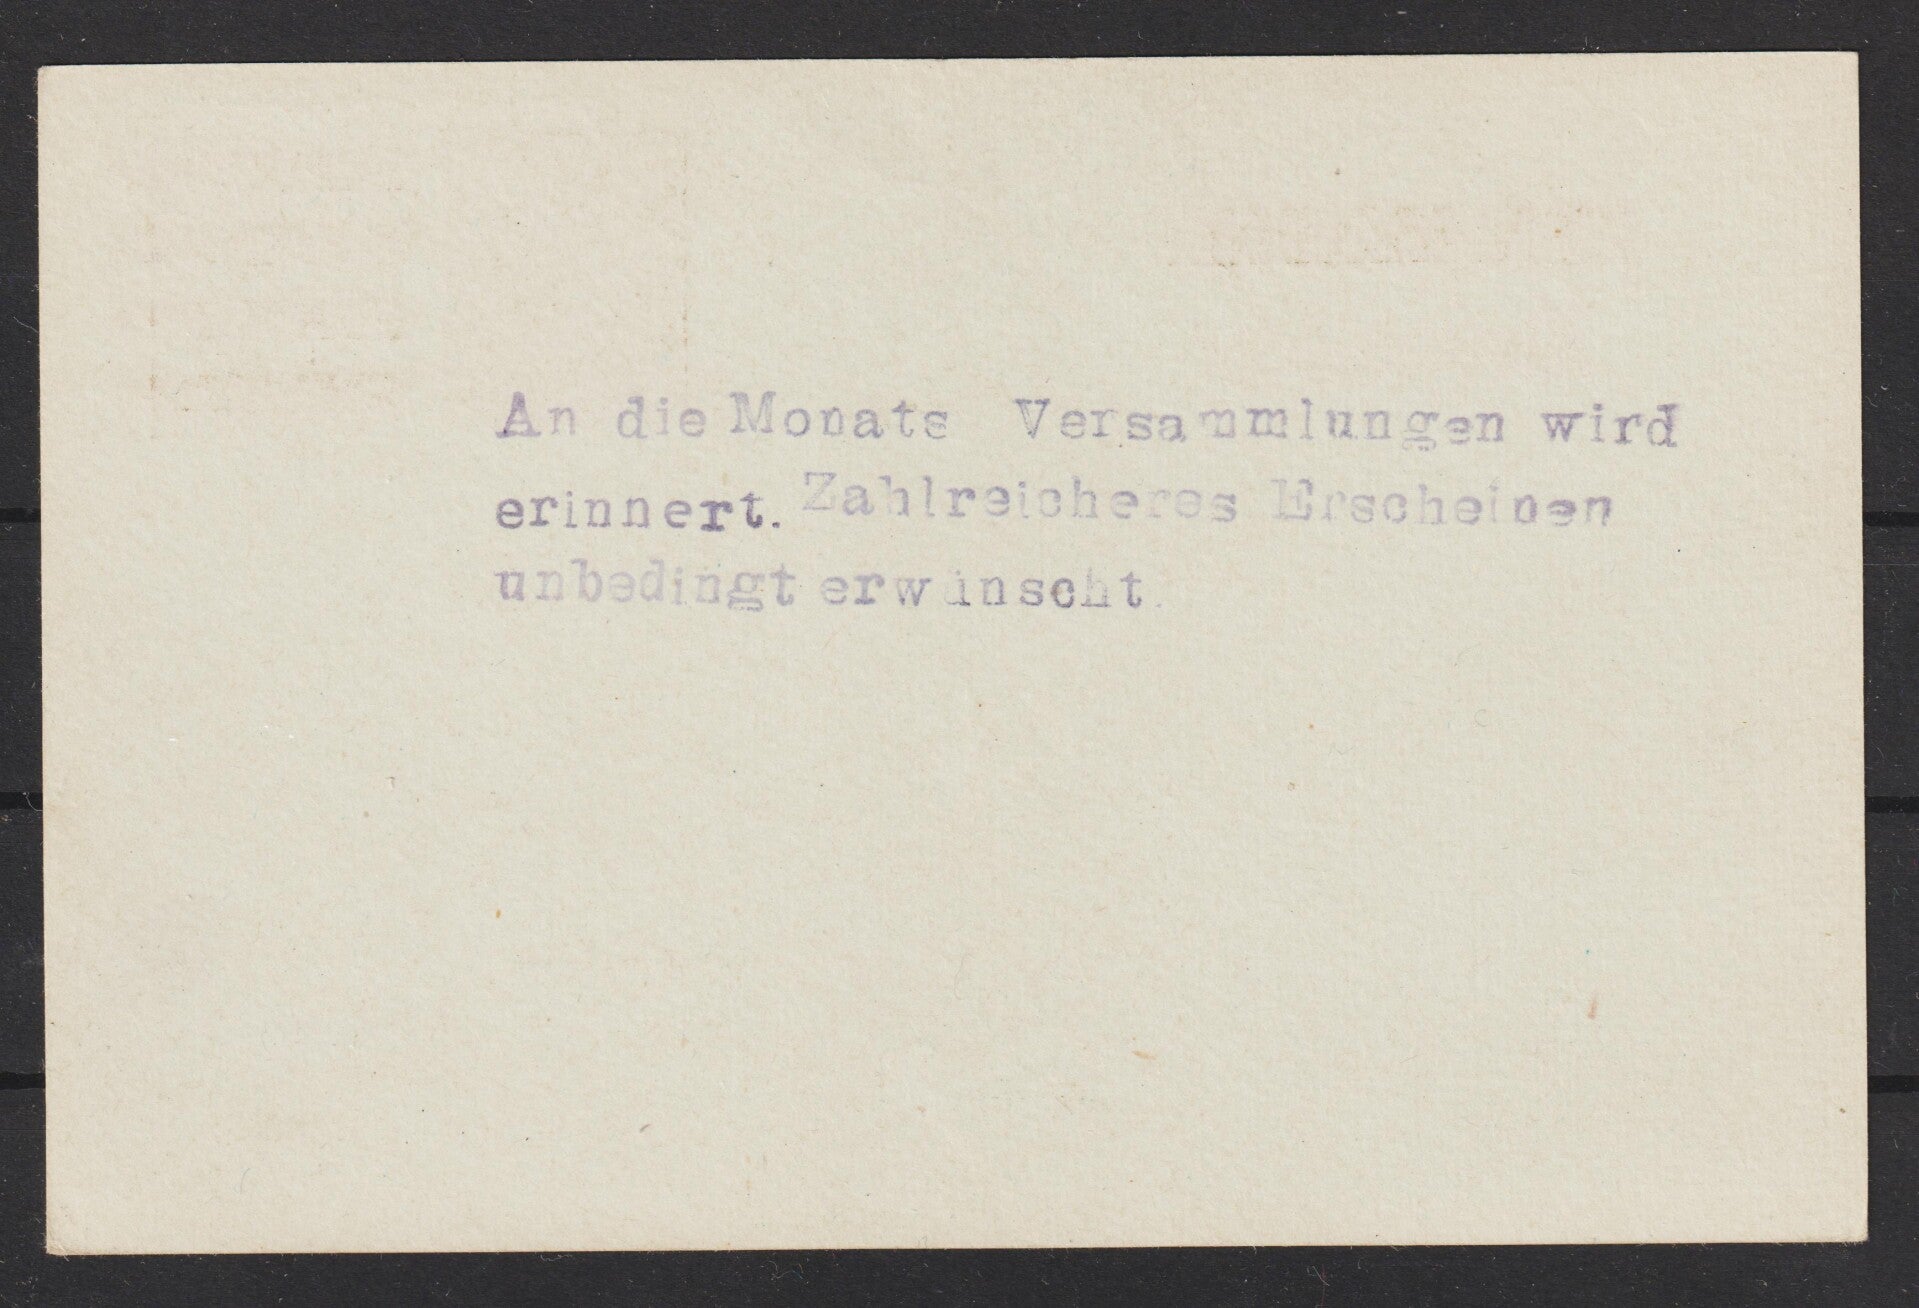 An die Monats Versammlungen wird
erinnert. Zahlreicheres Erscheinen
unbedingt erwünscht.